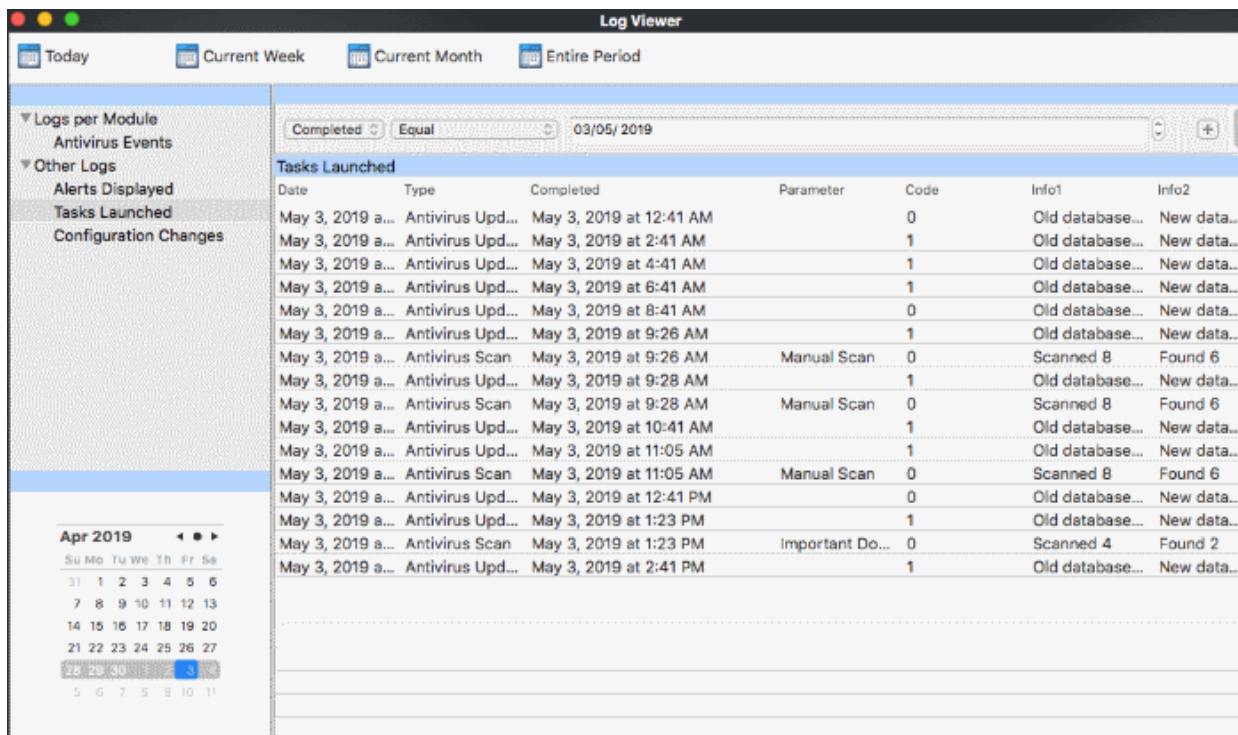 Log Viewer
Today Current Week Current Month Entire Period
Logs per Module
Antivirus Events
Other Logs
Alerts Displayed
Tasks Launched
Configuration Changes
Completed Equal 03/05/ 2019
Tasks Launched
Date Type Completed Parameter Code Info1 Info2
May 3, 2019 a... Antivirus Upd... May 3, 2019 at 12:41 AM 0 Old database... New data...
May 3, 2019 a... Antivirus Upd... May 3, 2019 at 2:41 AM 1 Old database... New data...
May 3, 2019 a... Antivirus Upd... May 3, 2019 at 4:41 AM 1 Old database... New data...
May 3, 2019 a... Antivirus Upd... May 3, 2019 at 6:41 AM 1 Old database... New data...
May 3, 2019 a... Antivirus Upd... May 3, 2019 at 8:41 AM 0 Old database... New data...
May 3, 2019 a... Antivirus Upd... May 3, 2019 at 9:26 AM 1 Old database... New data...
May 3, 2019 a... Antivirus Scan May 3, 2019 at 9:26 AM Manual Scan 0 Scanned 8 Found 6
May 3, 2019 a... Antivirus Upd... May 3, 2019 at 9:28 AM 1 Old database... New data...
May 3, 2019 a... Antivirus Scan May 3, 2019 at 9:28 AM Manual Scan 0 Scanned 8 Found 6
May 3, 2019 a... Antivirus Upd... May 3, 2019 at 10:41 AM 1 Old database... New data...
May 3, 2019 a... Antivirus Upd... May 3, 2019 at 11:05 AM 1 Old database... New data...
May 3, 2019 a... Antivirus Scan May 3, 2019 at 11:05 AM Manual Scan 0 Scanned 8 Found 6
May 3, 2019 a... Antivirus Upd... May 3, 2019 at 12:41 PM 0 Old database... New data...
May 3, 2019 a... Antivirus Upd... May 3, 2019 at 1:23 PM 1 Old database... New data...
May 3, 2019 a... Antivirus Scan May 3, 2019 at 1:23 PM Important Do... 0 Scanned 4 Found 2
May 3, 2019 a... Antivirus Upd... May 3, 2019 at 2:41 PM 1 Old database... New data...
Apr 2019
Su Mo Tu We Th Fr Sa
31 1 2 3 4 5 6
7 8 9 10 11 12 13
14 15 16 17 18 19 20
21 22 23 24 25 26 27
28 29 30 1 2 3 4
5 6 7 8 9 10 11